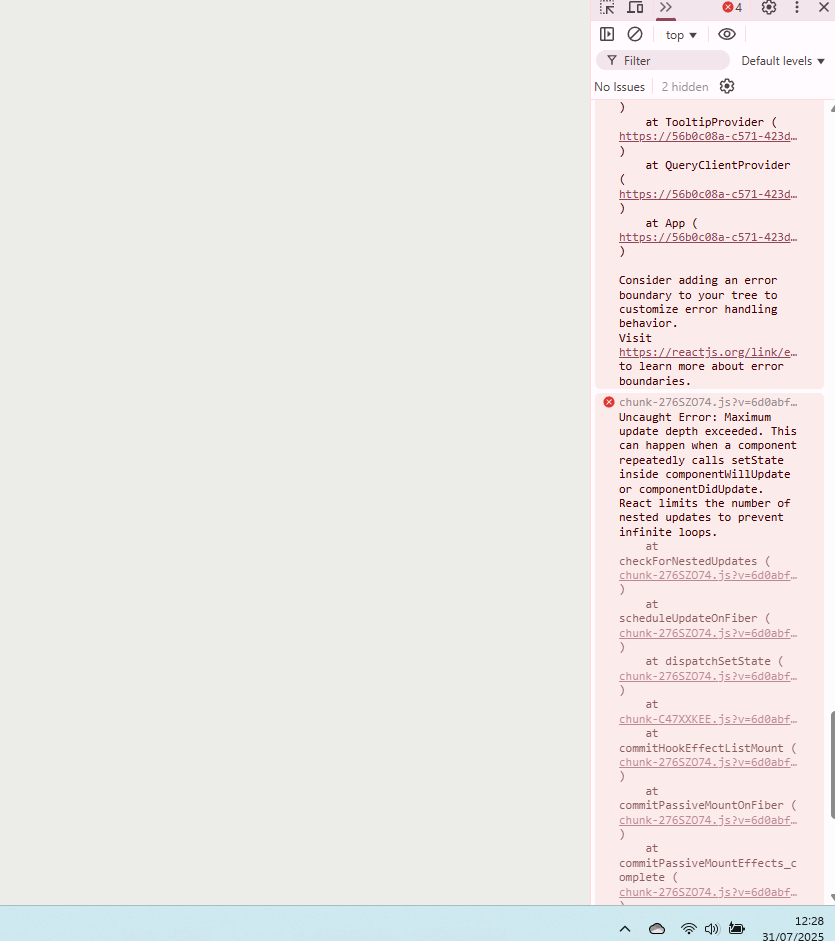 4
top
Filter
Default levels
No Issues 2 hidden
)
at TooltipProvider (
https://56b0c08a-c571-423d…
)
at QueryClientProvider
(
https://56b0c08a-c571-423d…
)
at App (
https://56b0c08a-c571-423d…
)
Consider adding an error
boundary to your tree to
customize error handling
behavior.
Visit
https://reactjs.org/link/e…
to learn more about error
boundaries.
chunk-276SZO74.js?v=6d0abf…
Uncaught Error: Maximum
update depth exceeded. This
can happen when a component
repeatedly calls setState
inside componentWillUpdate
or componentDidUpdate.
React limits the number of
nested updates to prevent
infinite loops.
at
checkForNestedUpdates (
chunk-276SZO74.js?v=6d0abf…
)
at
scheduleUpdateOnFiber (
chunk-276SZO74.js?v=6d0abf…
)
at dispatchSetState (
chunk-276SZO74.js?v=6d0abf…
)
at
chunk-C47XXKEE.js?v=6d0abf…
at
commitHookEffectListMount (
chunk-276SZO74.js?v=6d0abf…
)
at
commitPassiveMountOnFiber (
chunk-276SZO74.js?v=6d0abf…
)
at
commitPassiveMountEffects_c
omplete (
chunk-276SZO74.js?v=6d0abf…
)
12:28
31/07/2025